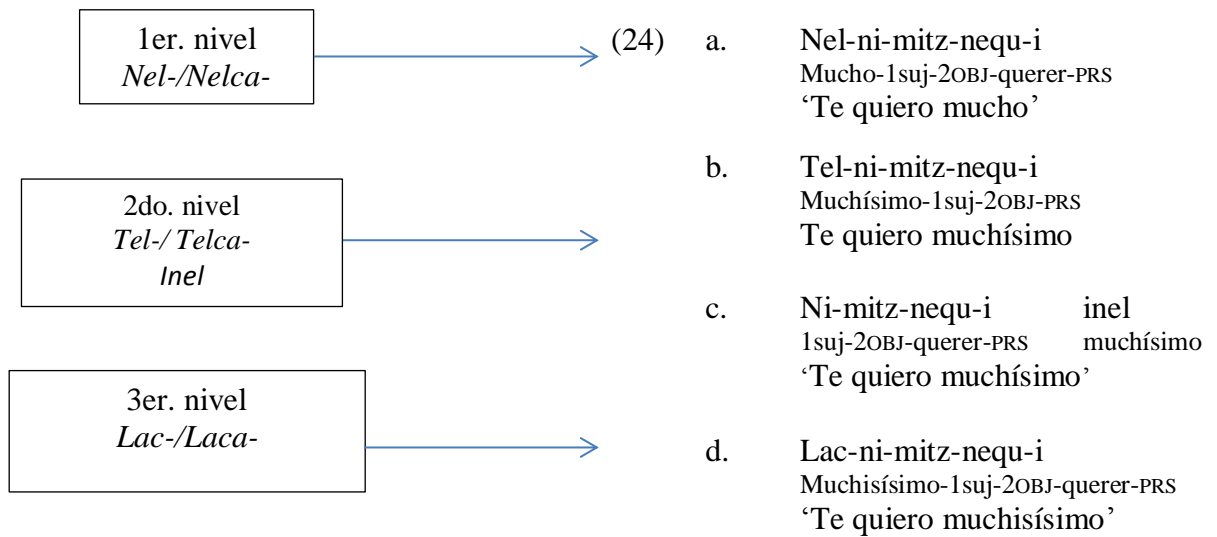 1er. nivel
Nel-/Nelca-
(24) a. Nel-ni-mitz-nequ-i
Mucho-1suj-2OBJ-querer-PRS
‘Te quiero mucho’
2do. nivel
Tel-/ Telca-
Inel
b. Tel-ni-mitz-nequ-i
Muchísimo-1suj-2OBJ-PRS
Te quiero muchísimo
c. Ni-mitz-nequ-i inel
1suj-2OBJ-querer-PRS muchísimo
‘Te quiero muchísimo’
3er. nivel
Lac-/Laca-
d. Lac-ni-mitz-nequ-i
Muchisísimo-1suj-2OBJ-querer-PRS
‘Te quiero muchisísimo’